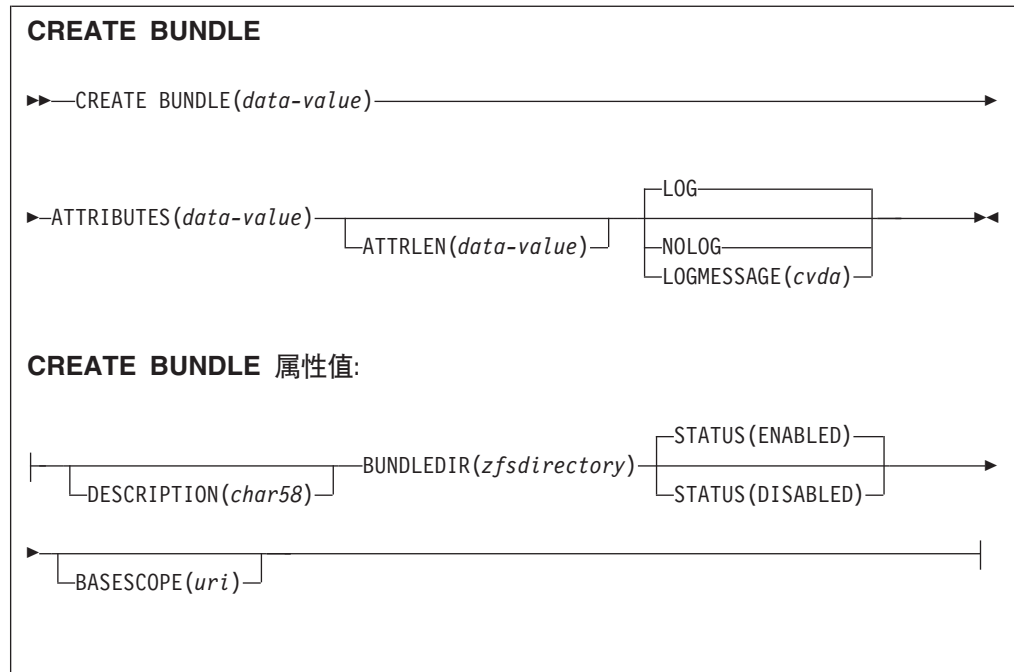 CREATE BUNDLE
CREATE BUNDLE(data-value)
ATTRIBUTES(data-value)
ATTRLEN(data-value)
LOG
NOLOG
LOGMESSAGE(cvda)
CREATE BUNDLE 属性值:
DESCRIPTION(char58)
BUNDLEDIR(zfsdirectory)
STATUS(ENABLED)
STATUS(DISABLED)
BASESCOPE(uri)